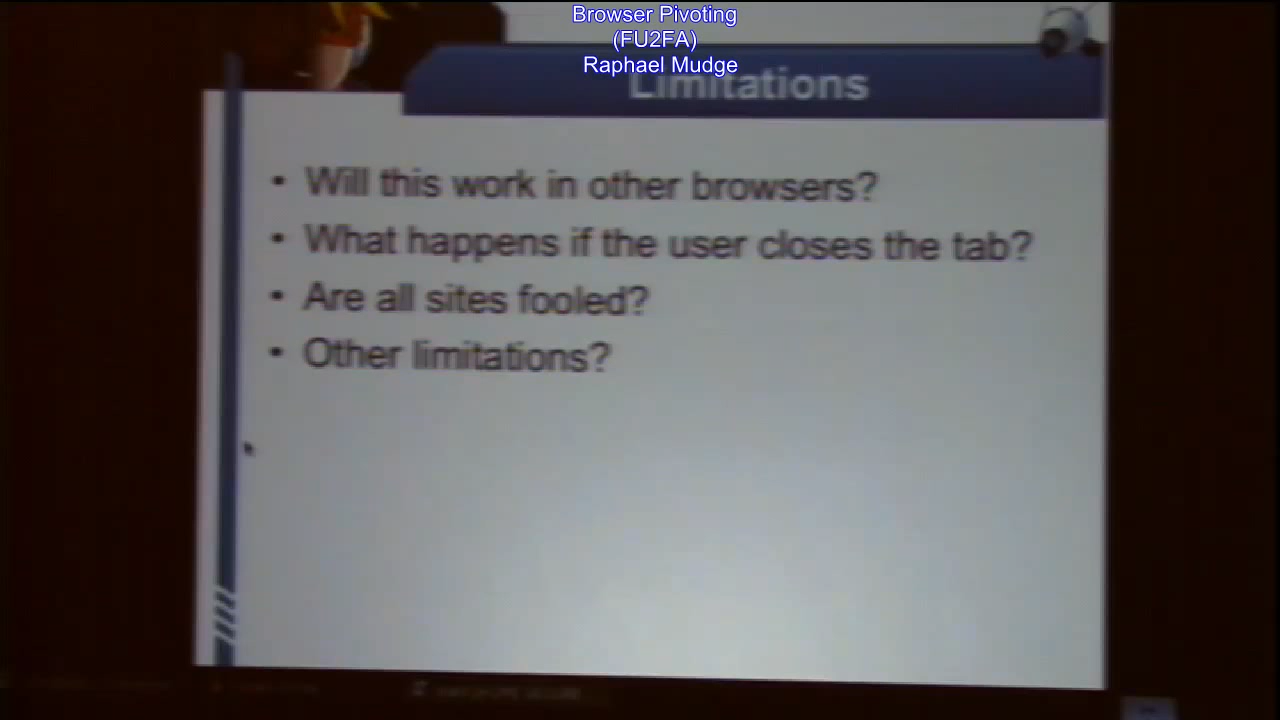 Browser Pivoting
(FU2FA)
Raphael Mudge
Limitations
• Will this work in other browsers?
• What happens if the user closes the tab?
• Are all sites fooled?
• Other limitations?